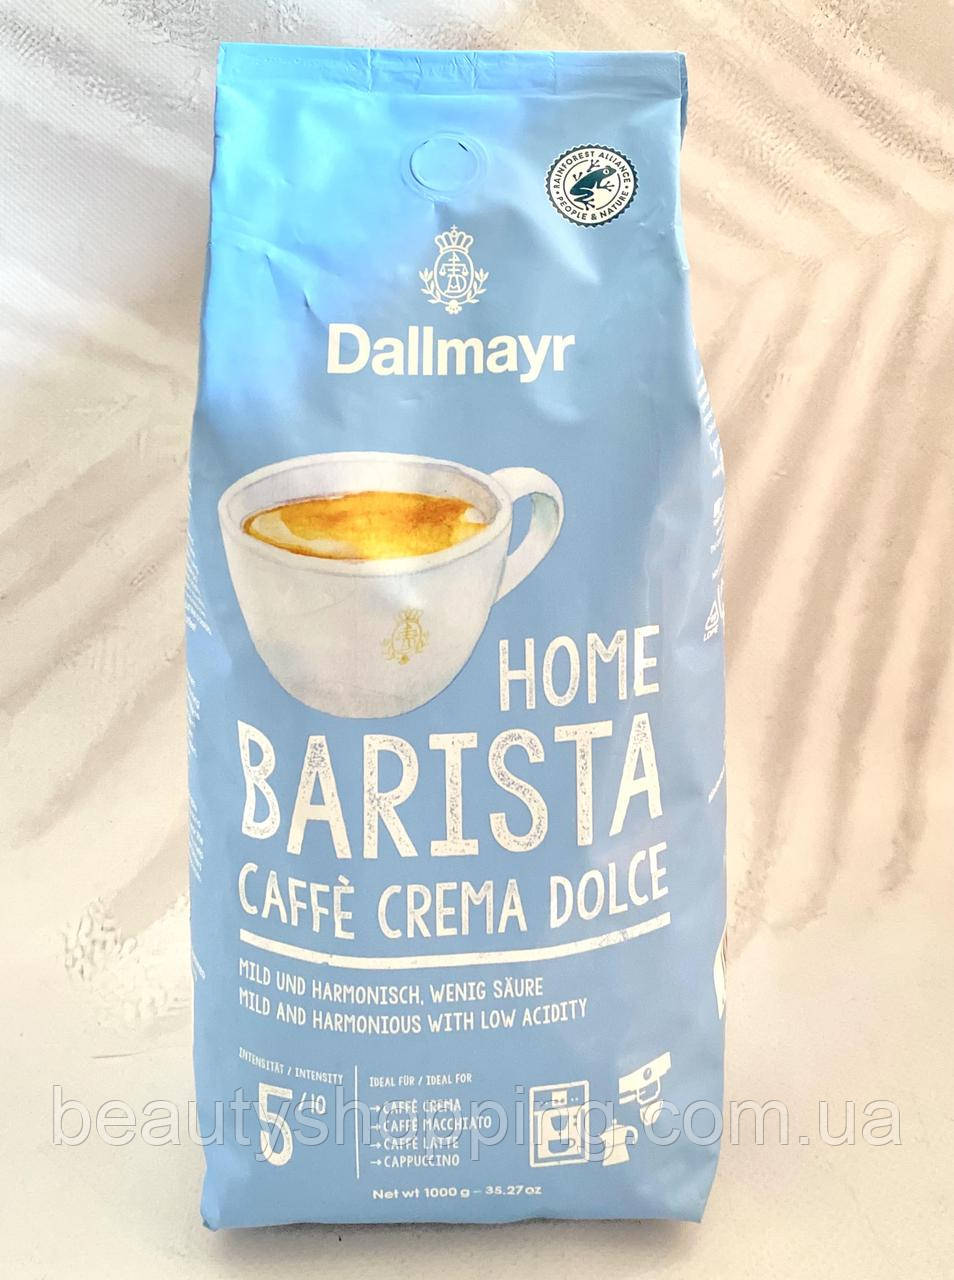 RAINFOREST ALLIANCE
PEOPLE & NATURE
Dallmayr
HOME
BARISTA
CAFFÈ CREMA DOLCE
MILD UND HARMONISCH, WENIG SÄURE
MILD AND HARMONIOUS WITH LOW ACIDITY
INTENSITÄT / INTENSITY
5/10
IDEAL FÜR / IDEAL FOR
→ CAFFÈ CREMA
→ CAFFÈ MACCHIATO
→ CAFFÈ LATTE
→ CAPPUCCINO
Net wt 1000 g – 35.27 oz
beautyshopping.com.ua